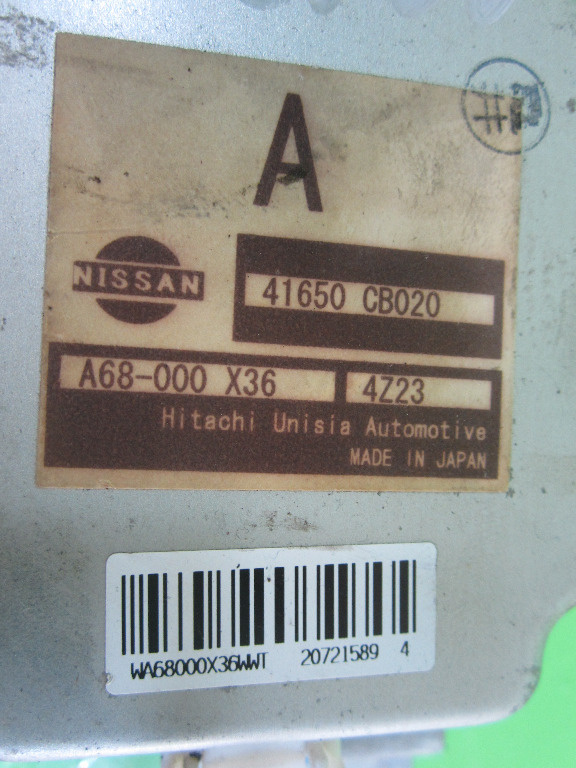 A
NISSAN
41650 CB020
A68-000 X36
4Z23
Hitachi Unisia Automotive
MADE IN JAPAN
WA68000X36WWT 20721589 4